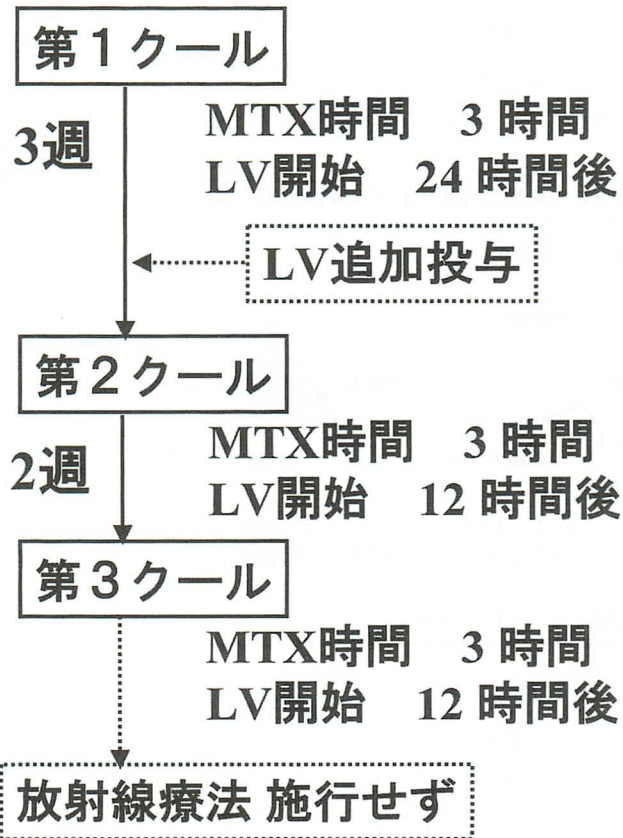 第１クール
3週
MTX時間　3 時間
LV開始　24 時間後
LV追加投与
第２クール
2週
MTX時間　3 時間
LV開始　12 時間後
第３クール
MTX時間　3 時間
LV開始　12 時間後
放射線療法 施行せず